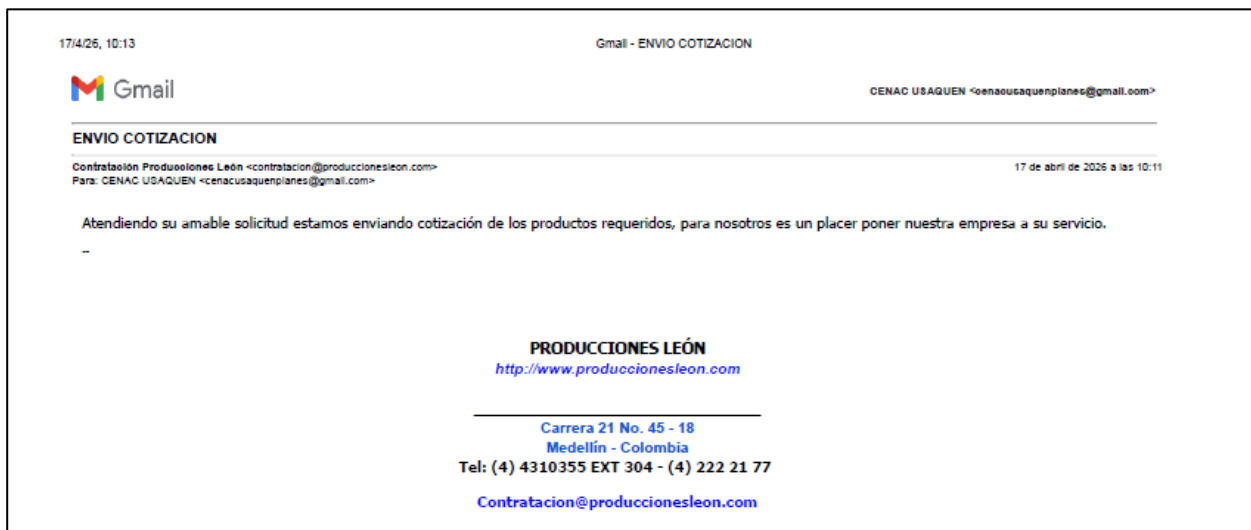 17/4/26, 10:13 Gmail - ENVIO COTIZACION
Gmail CENAC USAQUEN <cenacusaquenplanes@gmail.com>
ENVIO COTIZACION
Contratación Producciones León <contratacion@produccionesleon.com> 17 de abril de 2026 a las 10:11
Para: CENAC USAQUEN <cenacusaquenplanes@gmail.com>
Atendiendo su amable solicitud estamos enviando cotización de los productos requeridos, para nosotros es un placer poner nuestra empresa a su servicio.
--
PRODUCCIONES LEÓN
http://www.produccionesleon.com
Carrera 21 No. 45 - 18
Medellín - Colombia
Tel: (4) 4310355 EXT 304 - (4) 222 21 77
Contratacion@produccionesleon.com